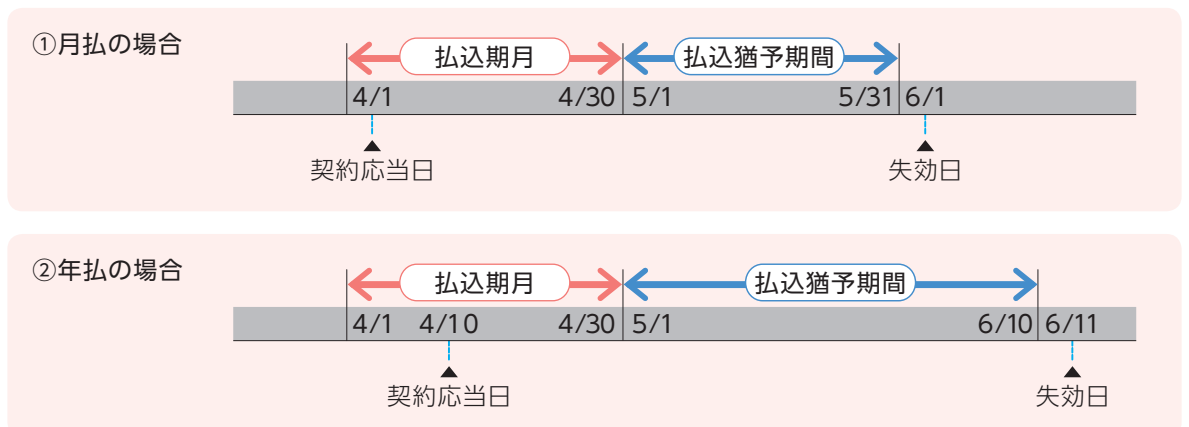 ①月払の場合
払込期月 払込猶予期間
4/1 4/30 5/1 5/31 6/1
契約応当日 失効日
②年払の場合
払込期月 払込猶予期間
4/1 4/10 4/30 5/1 6/10 6/11
契約応当日 失効日